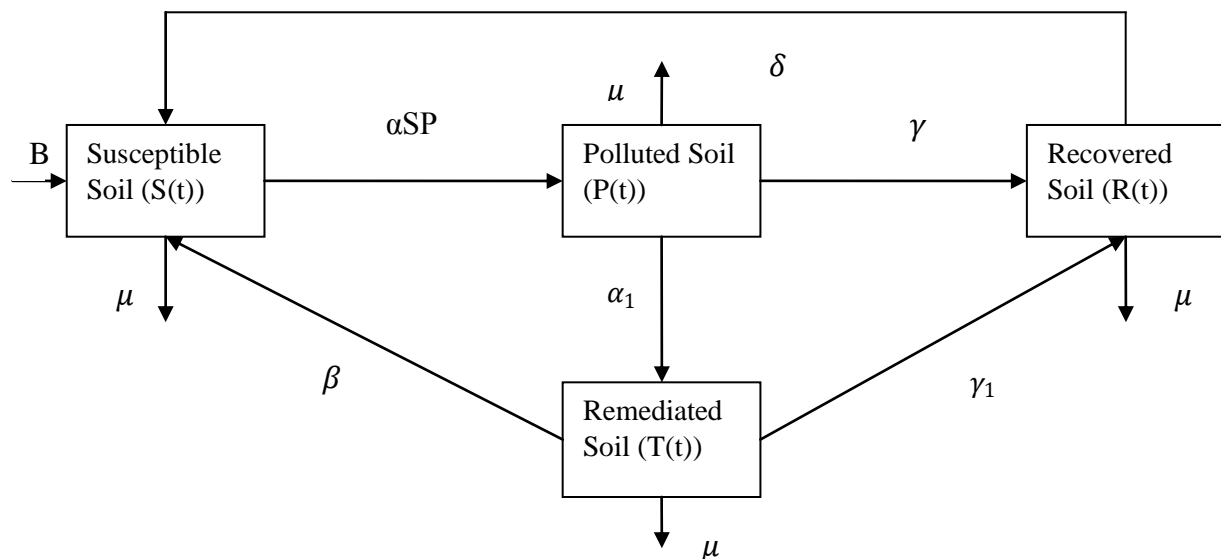 δ
μ
αSP
γ
B
Susceptible
Soil (S(t))
Polluted Soil
(P(t))
Recovered
Soil (R(t))
μ
α₁
μ
β
γ₁
Remediated
Soil (T(t))
μ